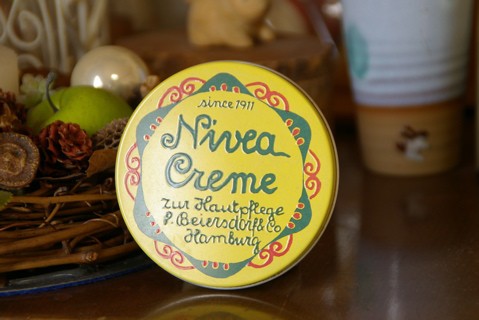 since 1911
Nivea
Creme
zur Hautpflege
P. Beiersdorf & Co
Hamburg